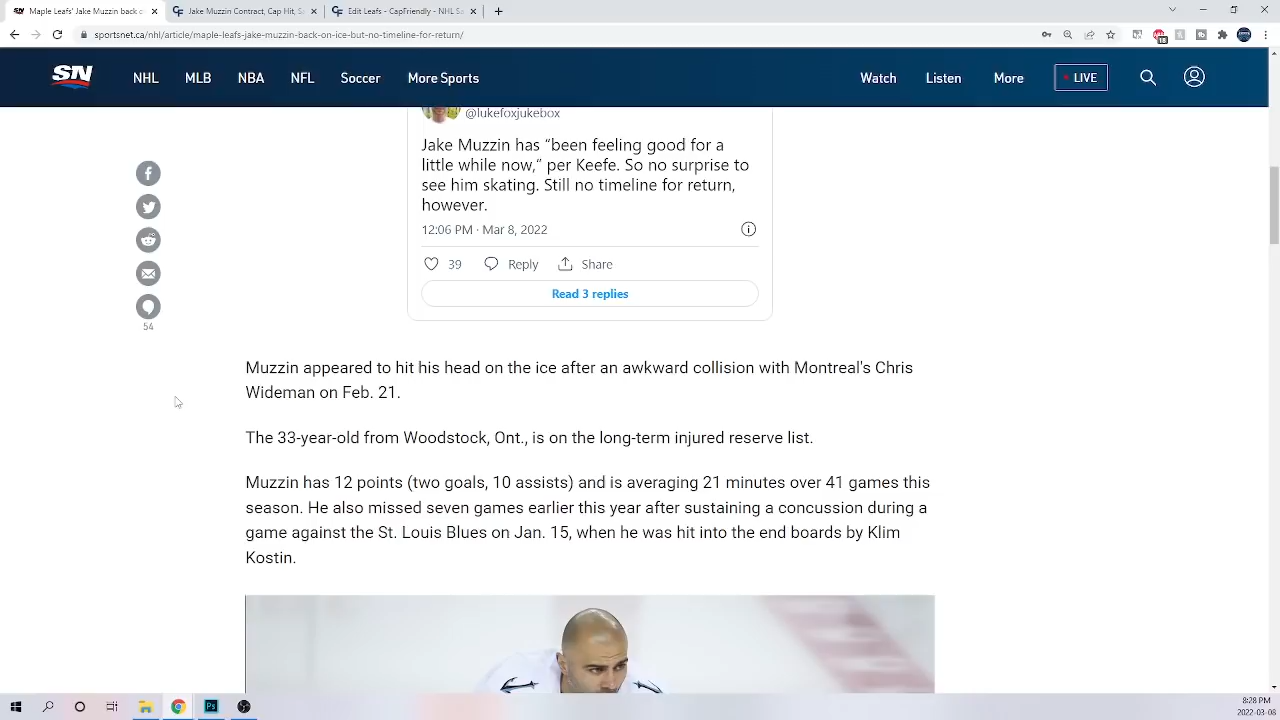 Maple Leafs' Jake Muzzin back o
Jake Muzzin Contract, Cap Hit, Sa
Edit Leafs - CapFriendly - NHL Sa
sportsnet.ca/nhl/article/maple-leafs-jake-muzzin-back-on-ice-but-no-timeline-for-return/
SN NHL MLB NBA NFL Soccer More Sports Watch Listen More LIVE
@lukefoxjukebox
Jake Muzzin has “been feeling good for a
little while now,” per Keefe. So no surprise to
see him skating. Still no timeline for return,
however.
12:06 PM · Mar 8, 2022
39 Reply Share
Read 3 replies
54
Muzzin appeared to hit his head on the ice after an awkward collision with Montreal's Chris
Wideman on Feb. 21.
The 33-year-old from Woodstock, Ont., is on the long-term injured reserve list.
Muzzin has 12 points (two goals, 10 assists) and is averaging 21 minutes over 41 games this
season. He also missed seven games earlier this year after sustaining a concussion during a
game against the St. Louis Blues on Jan. 15, when he was hit into the end boards by Klim
Kostin.
8:28 PM
2022-03-08